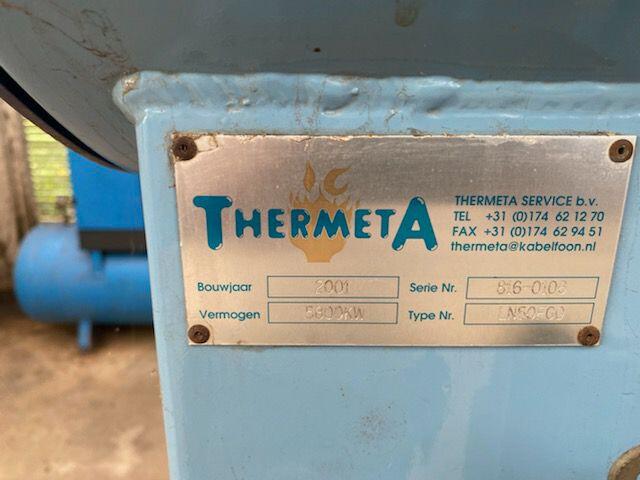 THERMETA
THERMETA SERVICE b.v.
TEL +31 (0)174 62 12 70
FAX +31 (0)174 62 94 51
thermeta@kabelfoon.nl
Bouwjaar 2001 Serie Nr.
Vermogen 5800KW Type Nr.